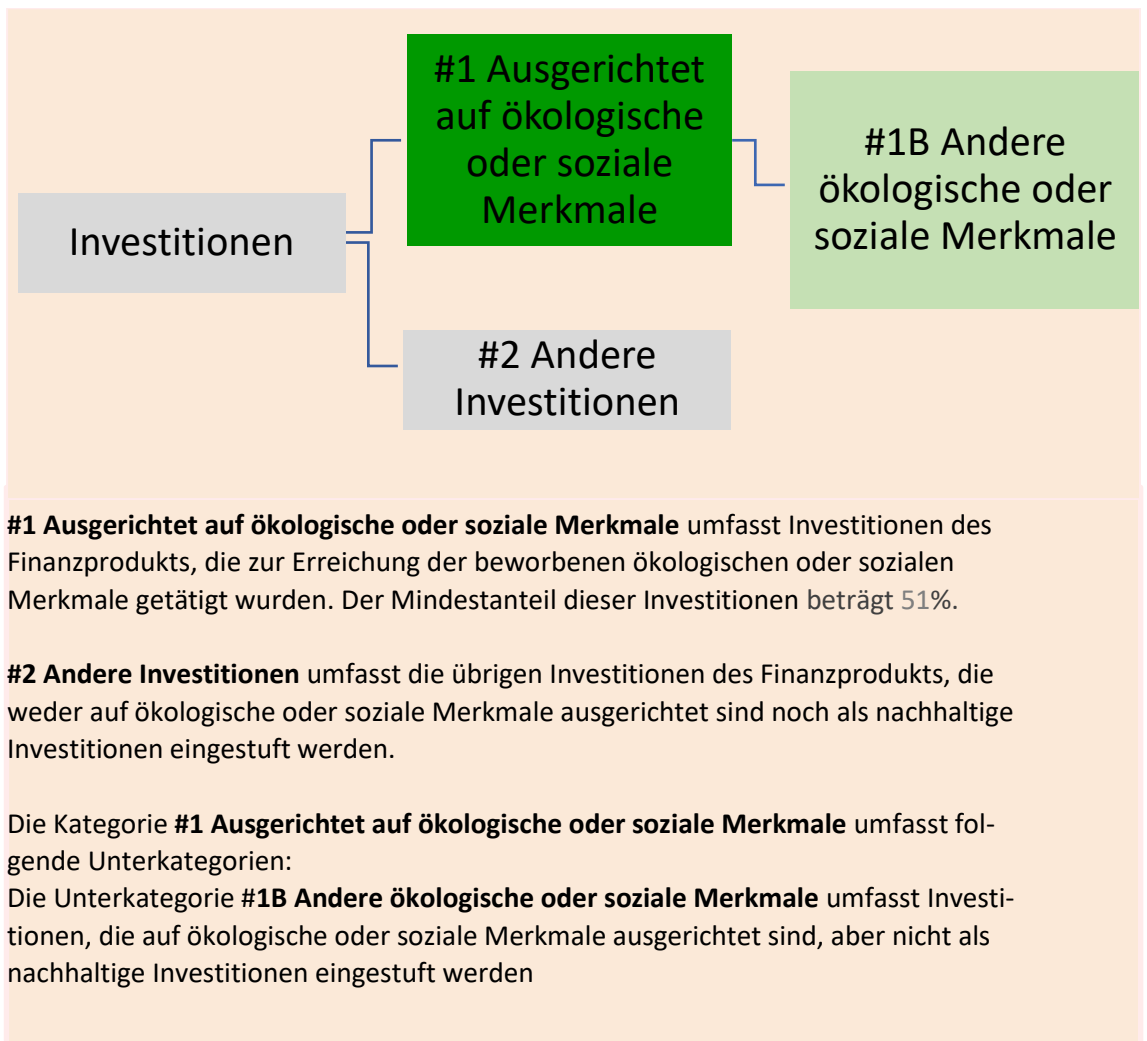 #1 Ausgerichtet
auf ökologische
oder soziale
Merkmale
#1B Andere
ökologische oder
soziale Merkmale
Investitionen
#2 Andere
Investitionen
#1 Ausgerichtet auf ökologische oder soziale Merkmale umfasst Investitionen des
Finanzprodukts, die zur Erreichung der beworbenen ökologischen oder sozialen
Merkmale getätigt wurden. Der Mindestanteil dieser Investitionen beträgt 51%.
#2 Andere Investitionen umfasst die übrigen Investitionen des Finanzprodukts, die
weder auf ökologische oder soziale Merkmale ausgerichtet sind noch als nachhaltige
Investitionen eingestuft werden.
Die Kategorie #1 Ausgerichtet auf ökologische oder soziale Merkmale umfasst fol-
gende Unterkategorien:
Die Unterkategorie #1B Andere ökologische oder soziale Merkmale umfasst Investi-
tionen, die auf ökologische oder soziale Merkmale ausgerichtet sind, aber nicht als
nachhaltige Investitionen eingestuft werden